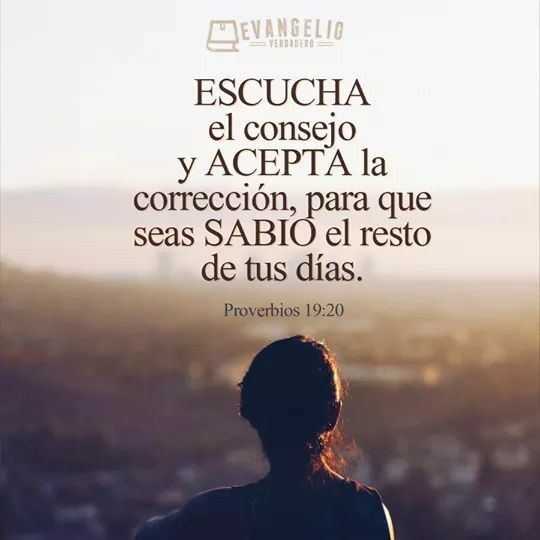 EVANGELIO
VERDADERO
ESCUCHA
el consejo
y ACEPTA la
corrección, para que
seas SABIO el resto
de tus días.
Proverbios 19:20